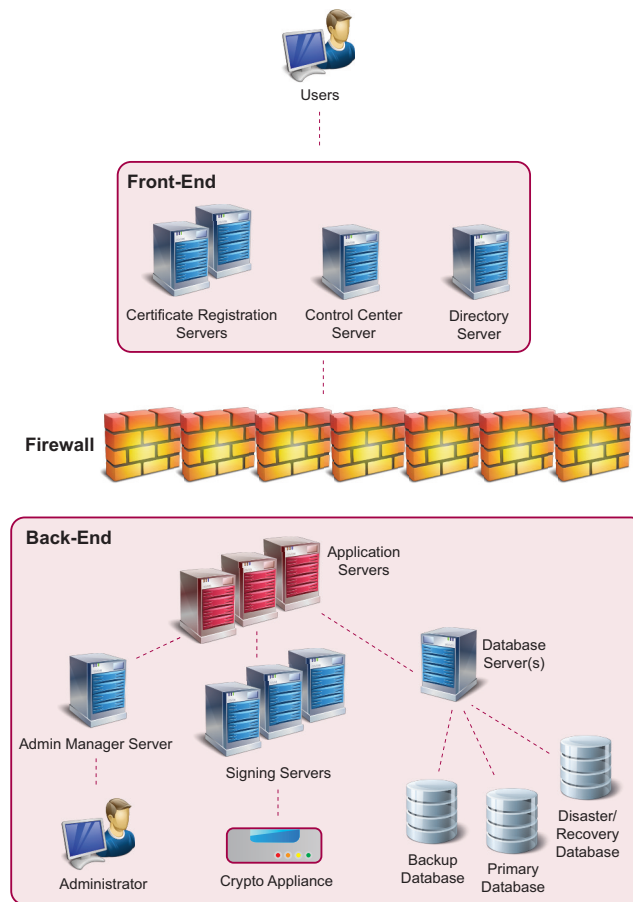 Users
Front-End
Certificate Registration
Servers
Control Center
Server
Directory
Server
Firewall
Back-End
Application
Servers
Database
Server(s)
Admin Manager Server
Signing Servers
Administrator
Crypto Appliance
Backup
Database
Primary
Database
Disaster/
Recovery
Database